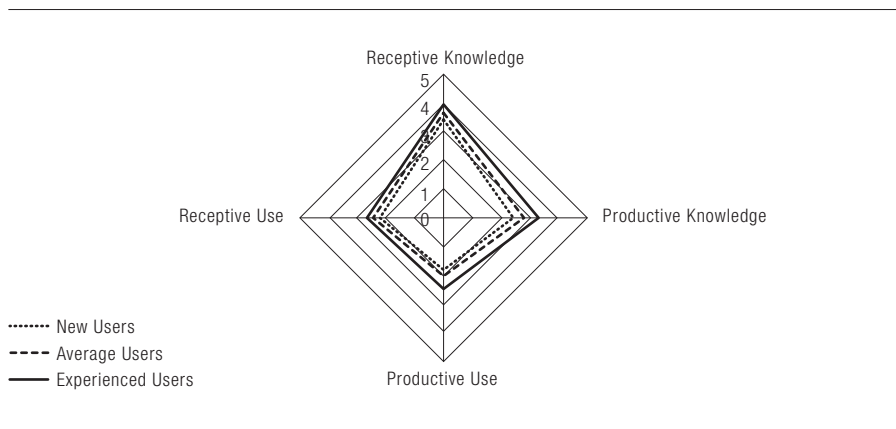 Receptive Knowledge
5
4
3
2
1
0
Receptive Use
Productive Knowledge
New Users
Average Users
Experienced Users
Productive Use